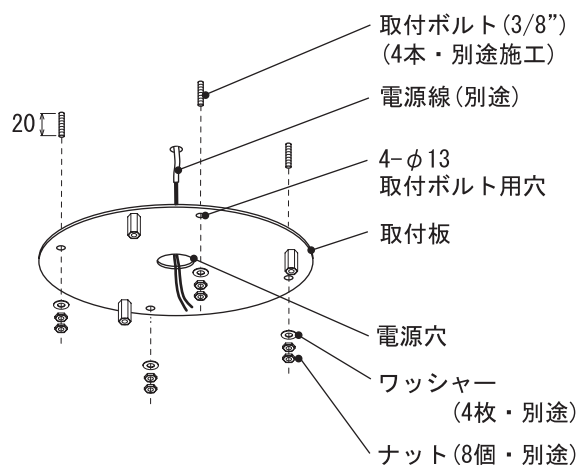 取付ボルト(3/8”)
(4本・別途施工)
20
電源線(別途)
4-φ13
取付ボルト用穴
取付板
電源穴
ワッシャー
(4枚・別途)
ナット(8個・別途)